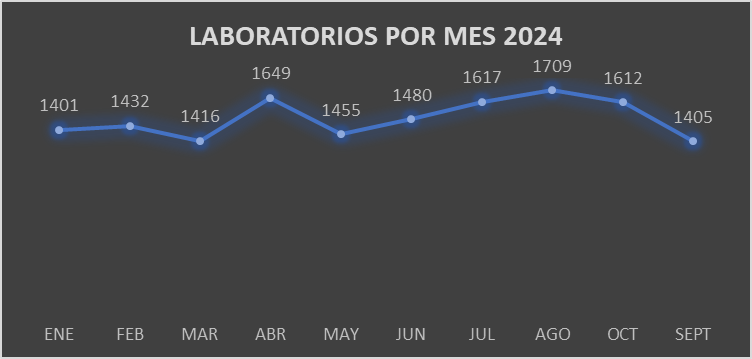 LABORATORIOS POR MES 2024
1401 1432 1416 1649 1455 1480 1617 1709 1612 1405
ENE FEB MAR ABR MAY JUN JUL AGO OCT SEPT